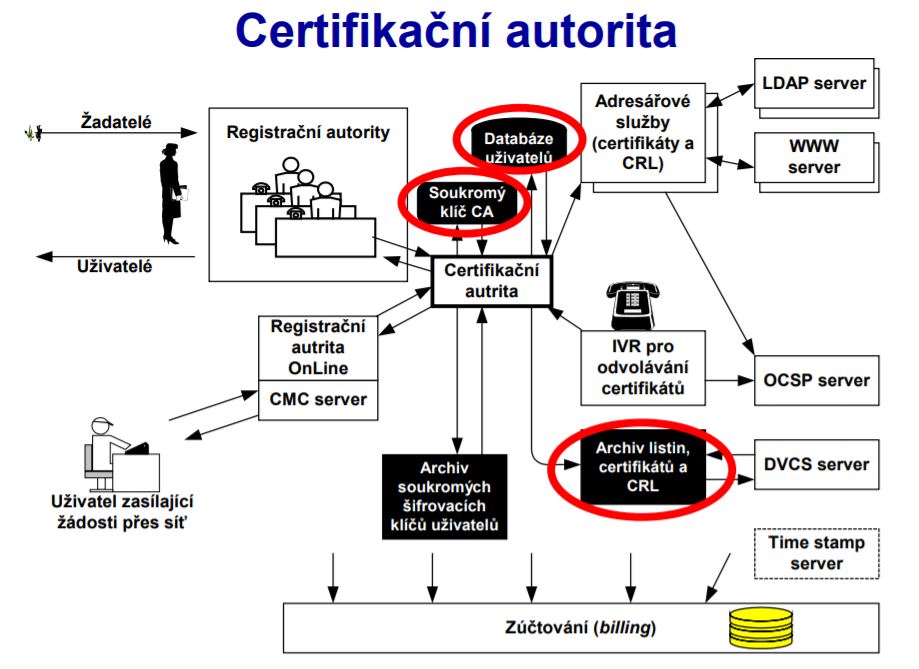 Certifikační autorita
Žadatelé
Uživatelé
Registrační autority
Databáze
uživatelů
Soukromý
klíč CA
Adresářové
služby
(certifikáty a
CRL)
LDAP server
WWW
server
Certifikační
autrita
Registrační
autrita
OnLine
CMC server
IVR pro
odvolávání
certifikátů
OCSP server
Uživatel zasílající
žádosti přes síť
Archiv
soukromých
šifrovacích
klíčů uživatelů
Archiv listin,
certifikátů a
CRL
DVCS server
Time stamp
server
Zúčtování (billing)